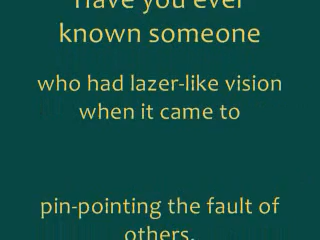 Have you ever
known someone
who had lazer-like vision
when it came to
pin-pointing the fault of
others.